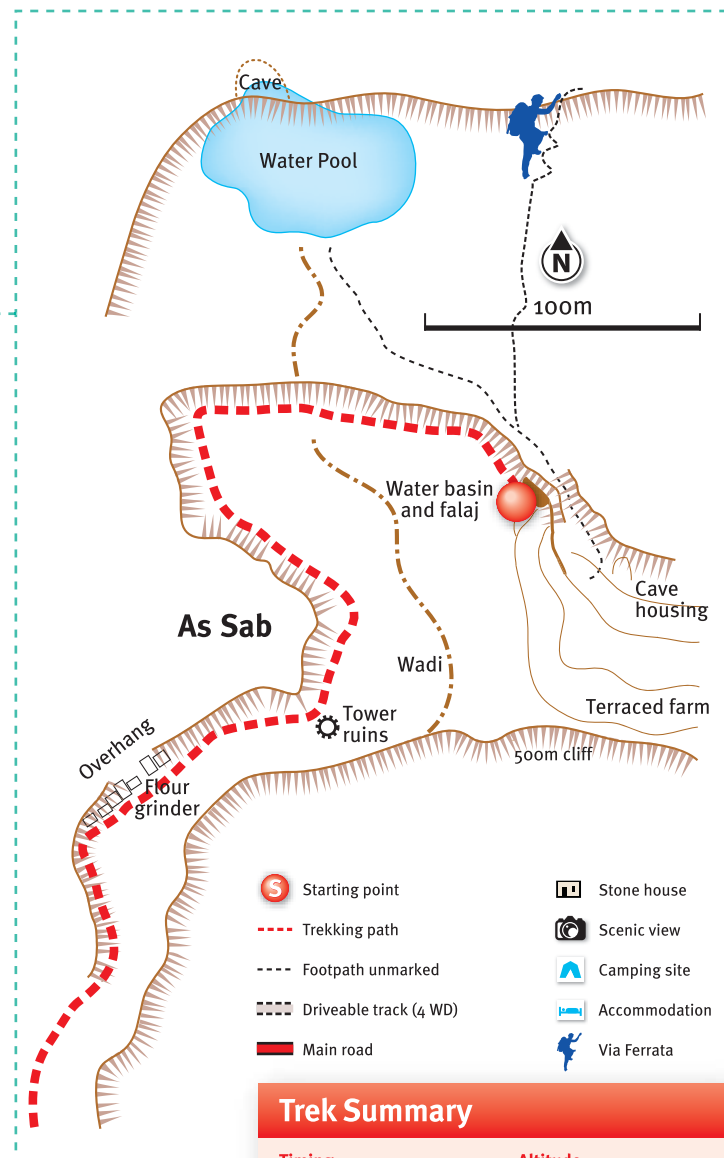 Cave
Water Pool
N
100m
Water basin
and falaj
Cave
housing
As Sab
Wadi
Terraced farm
Tower
ruins
500m cliff
Overhang
Flour
grinder
S Starting point
Trekking path
Footpath unmarked
Driveable track (4 WD)
Main road
Stone house
Scenic view
Camping site
Accommodation
Via Ferrata
Trek Summary
Timing
Altitude